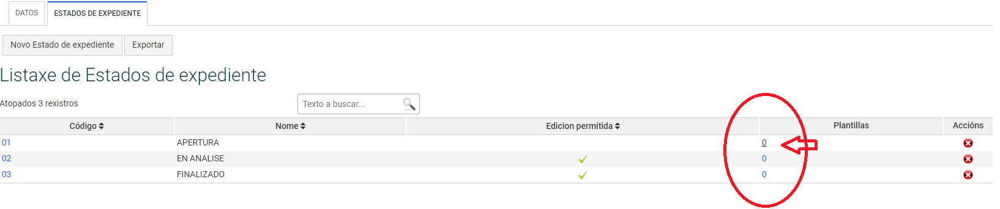 DATOS ESTADOS DE EXPEDIENTE
Novo Estado de expediente Exportar
Listaxe de Estados de expediente
Atopados 3 rexistros Texto a buscar...
Código Nome Edicion permitida Plantillas Accións
01 APERTURA 0
02 EN ANALISE 0
03 FINALIZADO 0